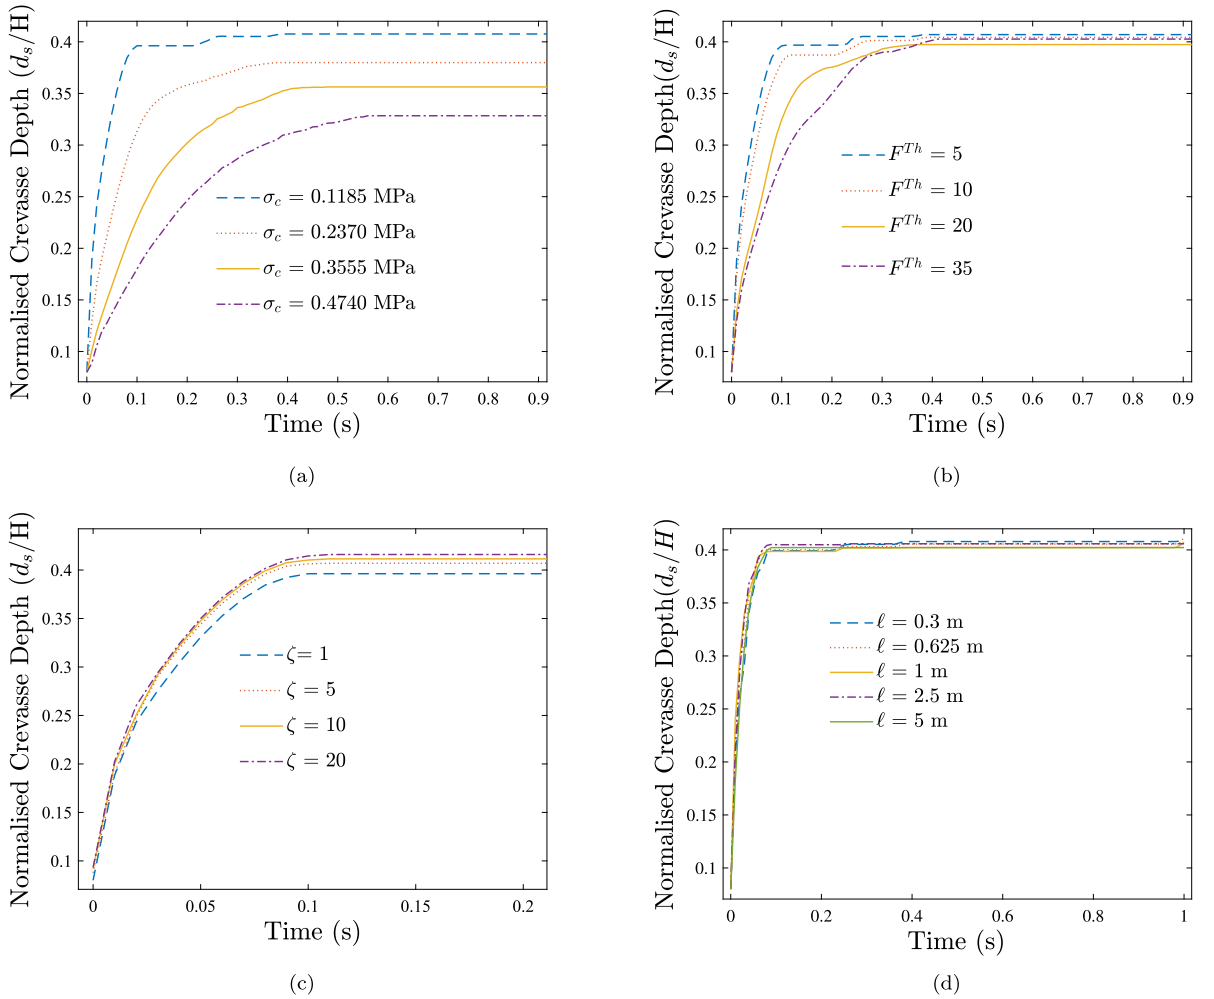 Normalised Crevasse Depth (d_s/H)
0.4
0.35
0.3
0.25
0.2
0.15
0.1
σ_c = 0.1185 MPa
σ_c = 0.2370 MPa
σ_c = 0.3555 MPa
σ_c = 0.4740 MPa
0 0.1 0.2 0.3 0.4 0.5 0.6 0.7 0.8 0.9
Time (s)
(a)
Normalised Crevasse Depth(d_s/H)
0.4
0.35
0.3
0.25
0.2
0.15
0.1
F^{Th} = 5
F^{Th} = 10
F^{Th} = 20
F^{Th} = 35
0 0.1 0.2 0.3 0.4 0.5 0.6 0.7 0.8 0.9
Time (s)
(b)
Normalised Crevasse Depth (d_s/H)
0.4
0.35
0.3
0.25
0.2
0.15
0.1
ζ= 1
ζ = 5
ζ = 10
ζ = 20
0 0.05 0.1 0.15 0.2
Time (s)
(c)
Normalised Crevasse Depth(d_s/H)
0.4
0.35
0.3
0.25
0.2
0.15
0.1
ℓ = 0.3 m
ℓ = 0.625 m
ℓ = 1 m
ℓ = 2.5 m
ℓ = 5 m
0 0.2 0.4 0.6 0.8 1
Time (s)
(d)